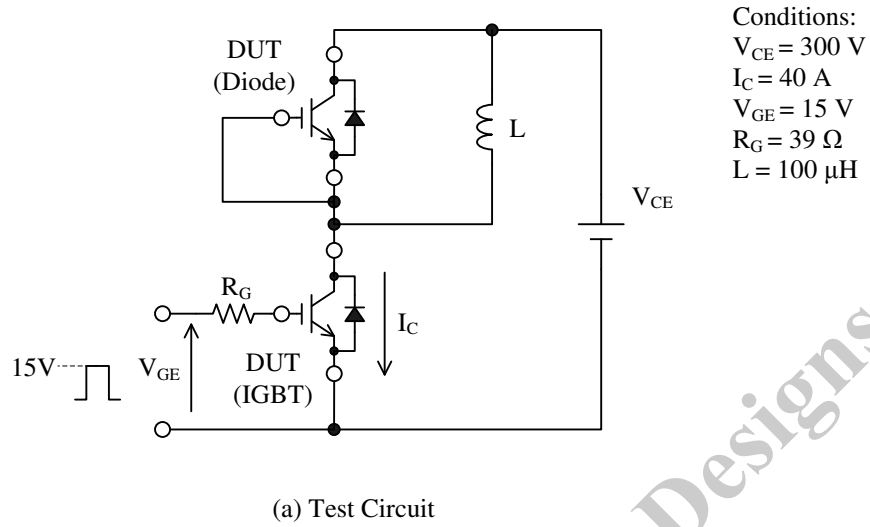 Conditions:
V_CE = 300 V
I_C = 40 A
V_GE = 15 V
R_G = 39 Ω
L = 100 μH
DUT
(Diode)
L
V_CE
R_G
I_C
15V
V_GE
DUT
(IGBT)
Designs
(a) Test Circuit